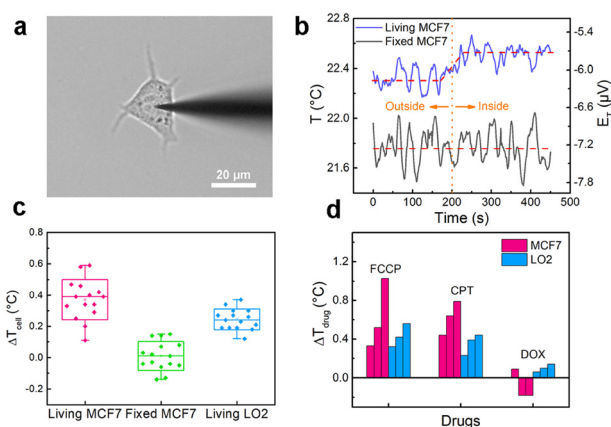 a
20 µm
b
Living MCF7
Fixed MCF7
22.8
22.4
22.0
21.6
T (°C)
-5.4
-6.0
-6.6
-7.2
-7.8
E_T (µV)
Outside
Inside
0 100 200 300 400 500
Time (s)
c
0.8
0.6
0.4
0.2
0.0
-0.2
ΔT_cell (°C)
Living MCF7 Fixed MCF7 Living LO2
d
MCF7
LO2
1.2
0.8
0.4
0.0
ΔT_drug (°C)
FCCP
CPT
DOX
Drugs